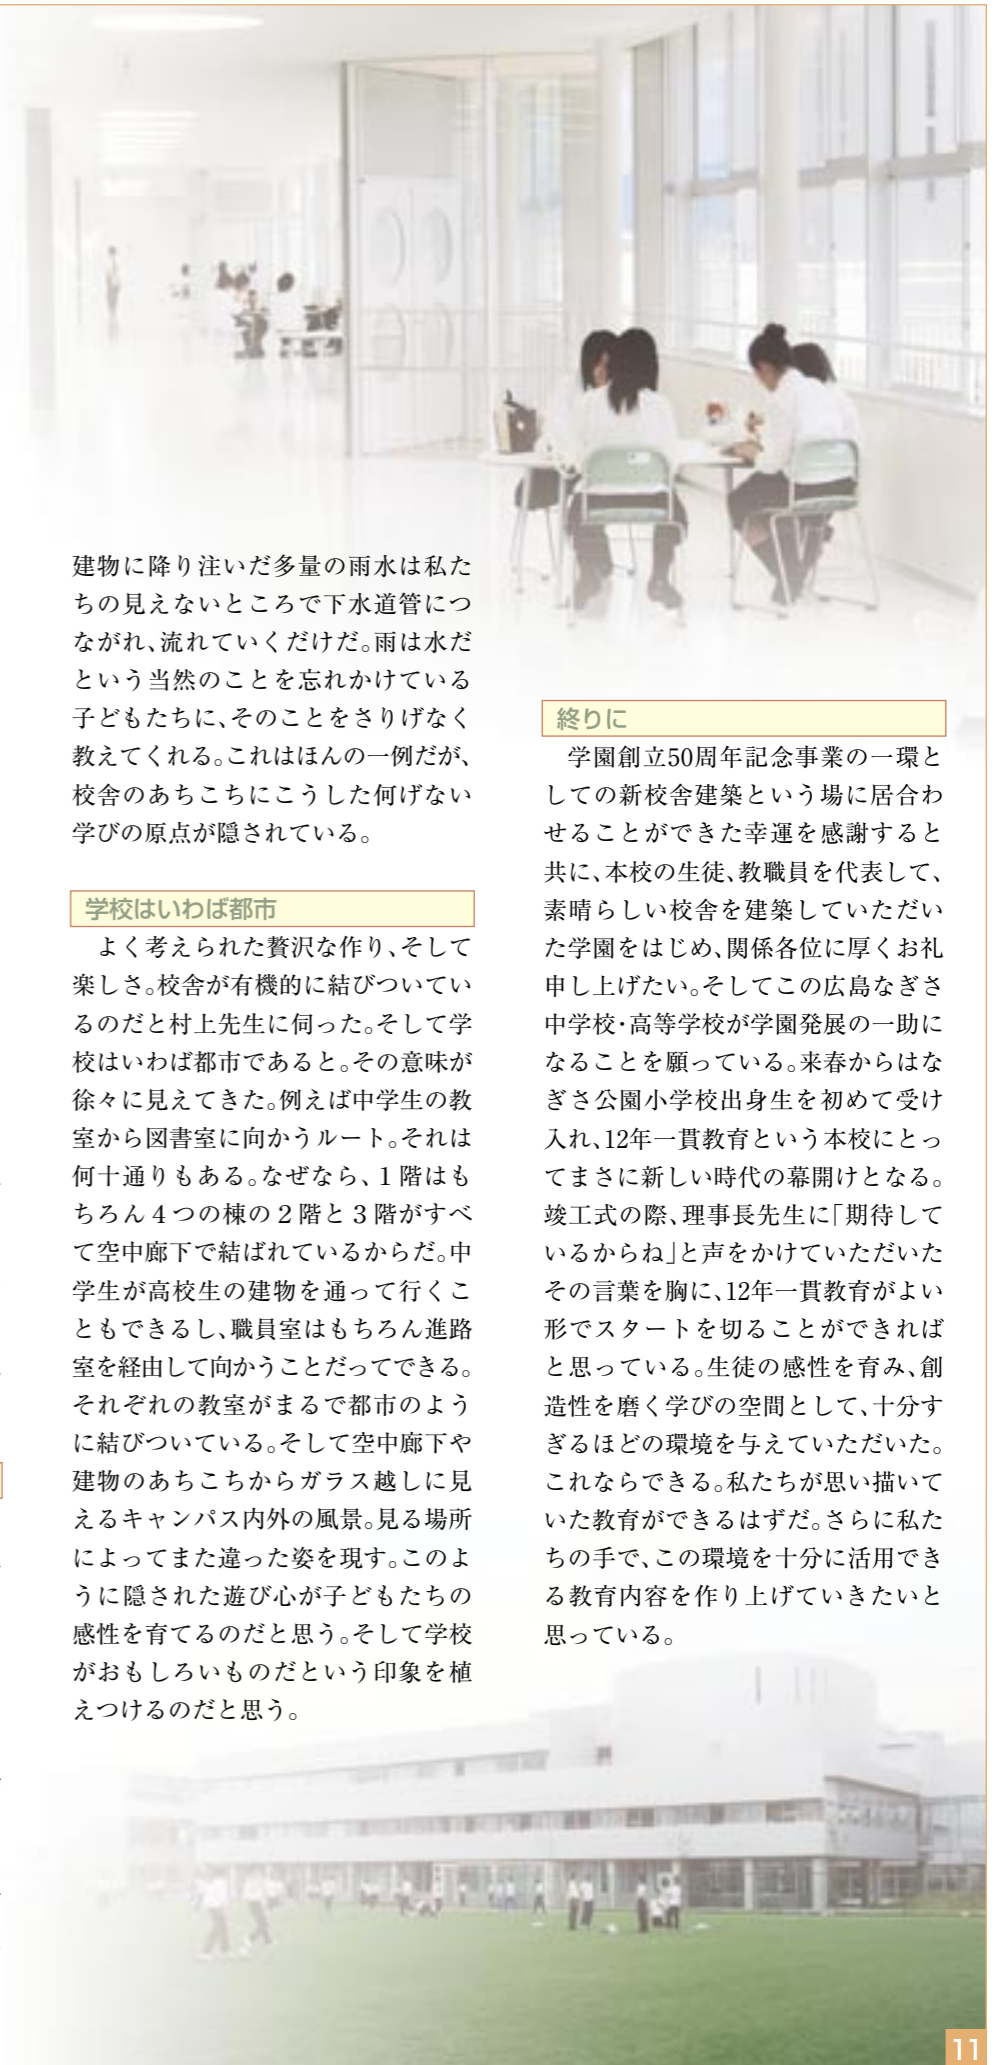 建物に降り注いだ多量の雨水は私た
ちの見えないところで下水道管につ
ながれ、流れていくだけだ。雨は水だ
という当然のことを忘れかけている
子どもたちに、そのことをさりげなく
教えてくれる。これはほんの一例だが、
校舎のあちこちにこうした何げない
学びの原点が隠されている。
学校はいわば都市
よく考えられた贅沢な作り、そして
楽しさ。校舎が有機的に結びついてい
るのだと村上先生に伺った。そして学
校はいわば都市であると。その意味が
徐々に見えてきた。例えば中学生の教
室から図書室に向かうルート。それは
何十通りもある。なぜなら、１階はも
ちろん４つの棟の２階と３階がすべ
て空中廊下で結ばれているからだ。中
学生が高校生の建物を通って行くこ
ともできるし、職員室はもちろん進路
室を経由して向かうことだってできる。
それぞれの教室がまるで都市のよう
に結びついている。そして空中廊下や
建物のあちこちからガラス越しに見
えるキャンパス内外の風景。見る場所
によってまた違った姿を現す。このよ
うに隠された遊び心が子どもたちの
感性を育てるのだと思う。そして学校
がおもしろいものだという印象を植
えつけるのだと思う。
終りに
学園創立50周年記念事業の一環と
しての新校舎建築という場に居合わ
せることができた幸運を感謝すると
共に、本校の生徒、教職員を代表して、
素晴らしい校舎を建築していただい
た学園をはじめ、関係各位に厚くお礼
申し上げたい。そしてこの広島なぎさ
中学校・高等学校が学園発展の一助に
なることを願っている。来春からはな
ぎさ公園小学校出身生を初めて受け
入れ、12年一貫教育という本校にとっ
てまさに新しい時代の幕開けとなる。
竣工式の際、理事長先生に「期待して
いるからね」と声をかけていただいた
その言葉を胸に、12年一貫教育がよい
形でスタートを切ることができれば
と思っている。生徒の感性を育み、創
造性を磨く学びの空間として、十分す
ぎるほどの環境を与えていただいた。
これならできる。私たちが思い描いて
いた教育ができるはずだ。さらに私た
ちの手で、この環境を十分に活用でき
る教育内容を作り上げていきたいと
思っている。
11